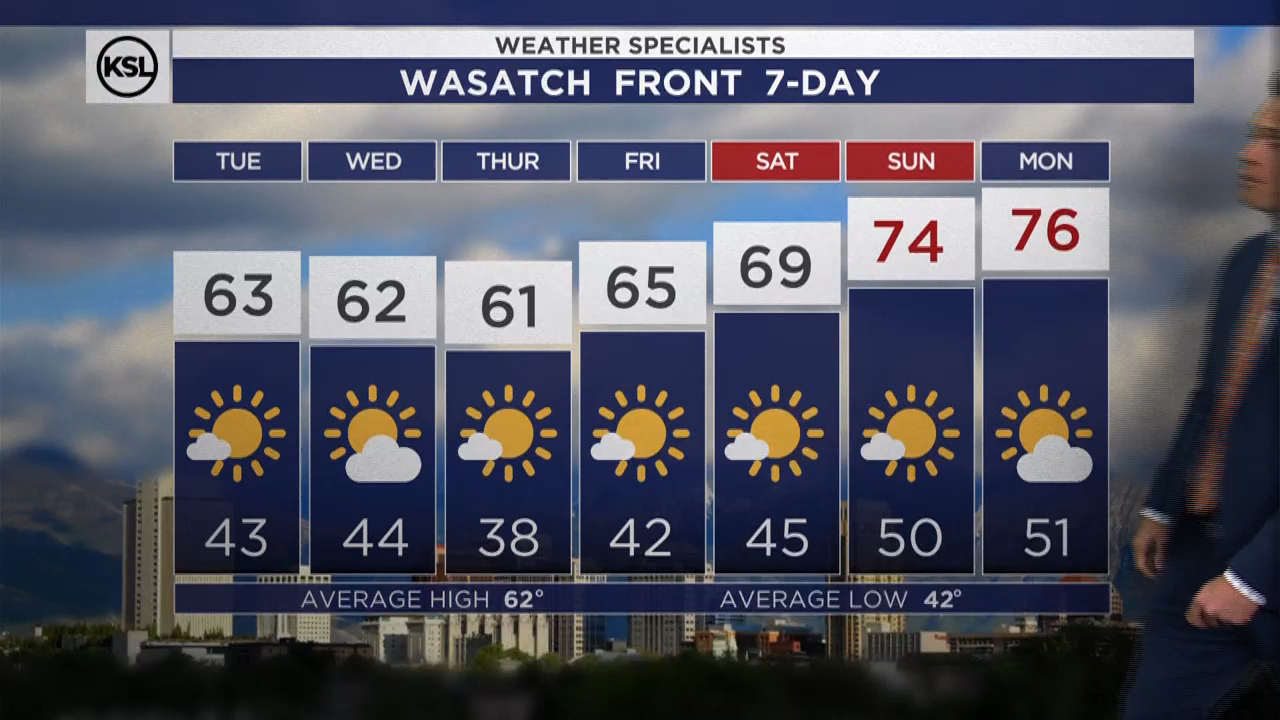 KSL
WEATHER SPECIALISTS
WASATCH FRONT 7-DAY
TUE WED THUR FRI SAT SUN MON
63 62 61 65 69 74 76
43 44 38 42 45 50 51
AVERAGE HIGH 62° AVERAGE LOW 42°